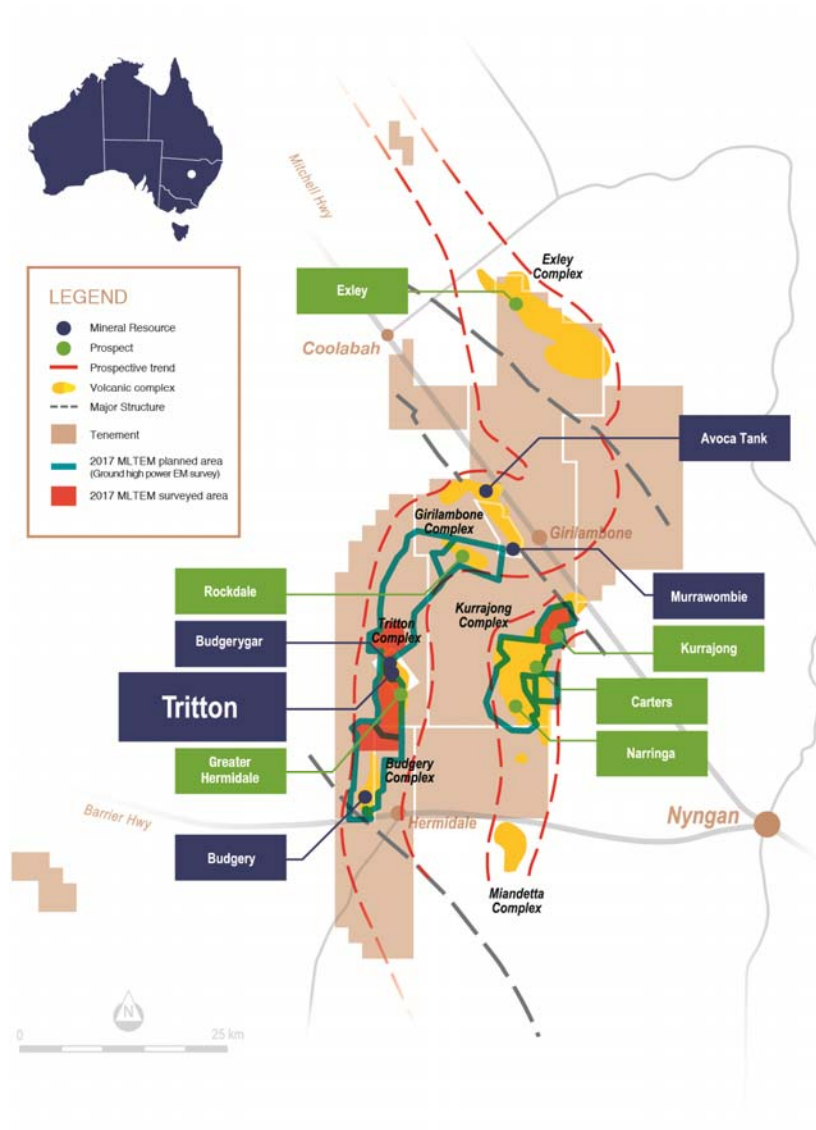 Mitchell Hwy
Exley
Complex
Exley
LEGEND
Mineral Resource
Prospect
Prospective trend
Volcanic complex
Major Structure
Tenement
2017 MLTEM planned area
(Ground high power EM survey)
2017 MLTEM surveyed area
Coolabah
Avoca Tank
Girilambone
Complex
Girilambone
Rockdale
Murrawombie
Kurrajong
Complex
Tritton
Complex
Budgerygar
Kurrajong
Tritton
Carters
Narringa
Greater
Hermidale
Budgery
Complex
Barrier Hwy
Hermidale
Nyngan
Budgery
Miandetta
Complex
N
0
25 km